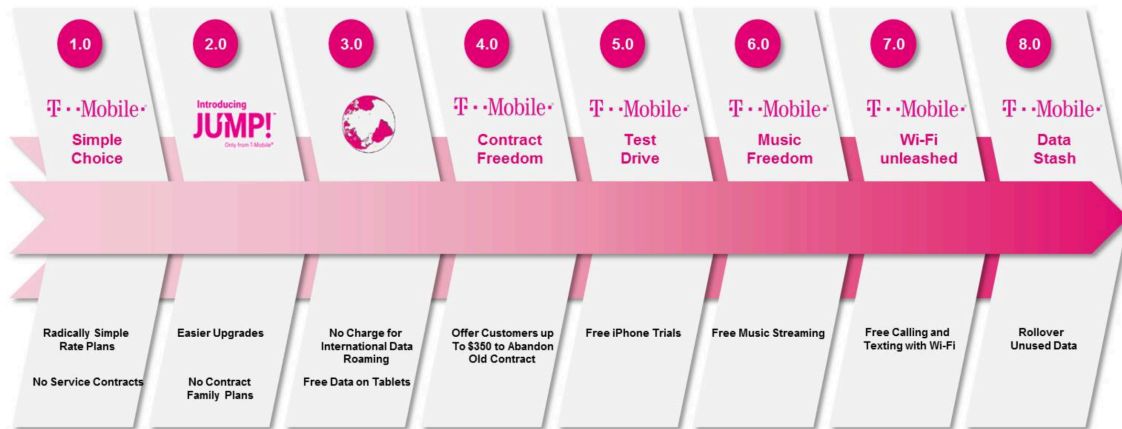 1.0
T··Mobile·
Simple
Choice
Radically Simple
Rate Plans
No Service Contracts
2.0
Introducing
JUMP!™
Only from T-Mobile®
Easier Upgrades
No Contract
Family Plans
3.0
No Charge for
International Data
Roaming
Free Data on Tablets
4.0
T··Mobile·
Contract
Freedom
Offer Customers up
To $350 to Abandon
Old Contract
5.0
T··Mobile·
Test
Drive
Free iPhone Trials
6.0
T··Mobile·
Music
Freedom
Free Music Streaming
7.0
T··Mobile·
Wi-Fi
unleashed
Free Calling and
Texting with Wi-Fi
8.0
T··Mobile·
Data
Stash
Rollover
Unused Data